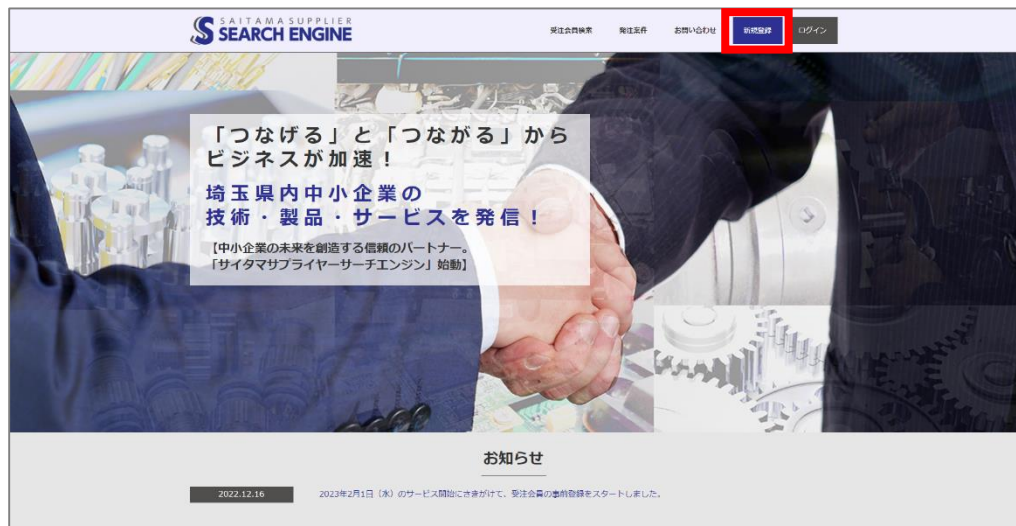 SAITAMA SUPPLIER
SEARCH ENGINE
受注会員検索
発注案件
お問い合わせ
新規登録
ログイン
「つなげる」と「つながる」から
ビジネスが加速！
埼玉県内中小企業の
技術・製品・サービスを発信！
【中小企業の未来を創造する信頼のパートナー。
「サイタマサプライヤーサーチエンジン」始動】
お知らせ
2022.12.16
2023年2月1日（水）のサービス開始にさきがけて、受注会員の事前登録をスタートしました。